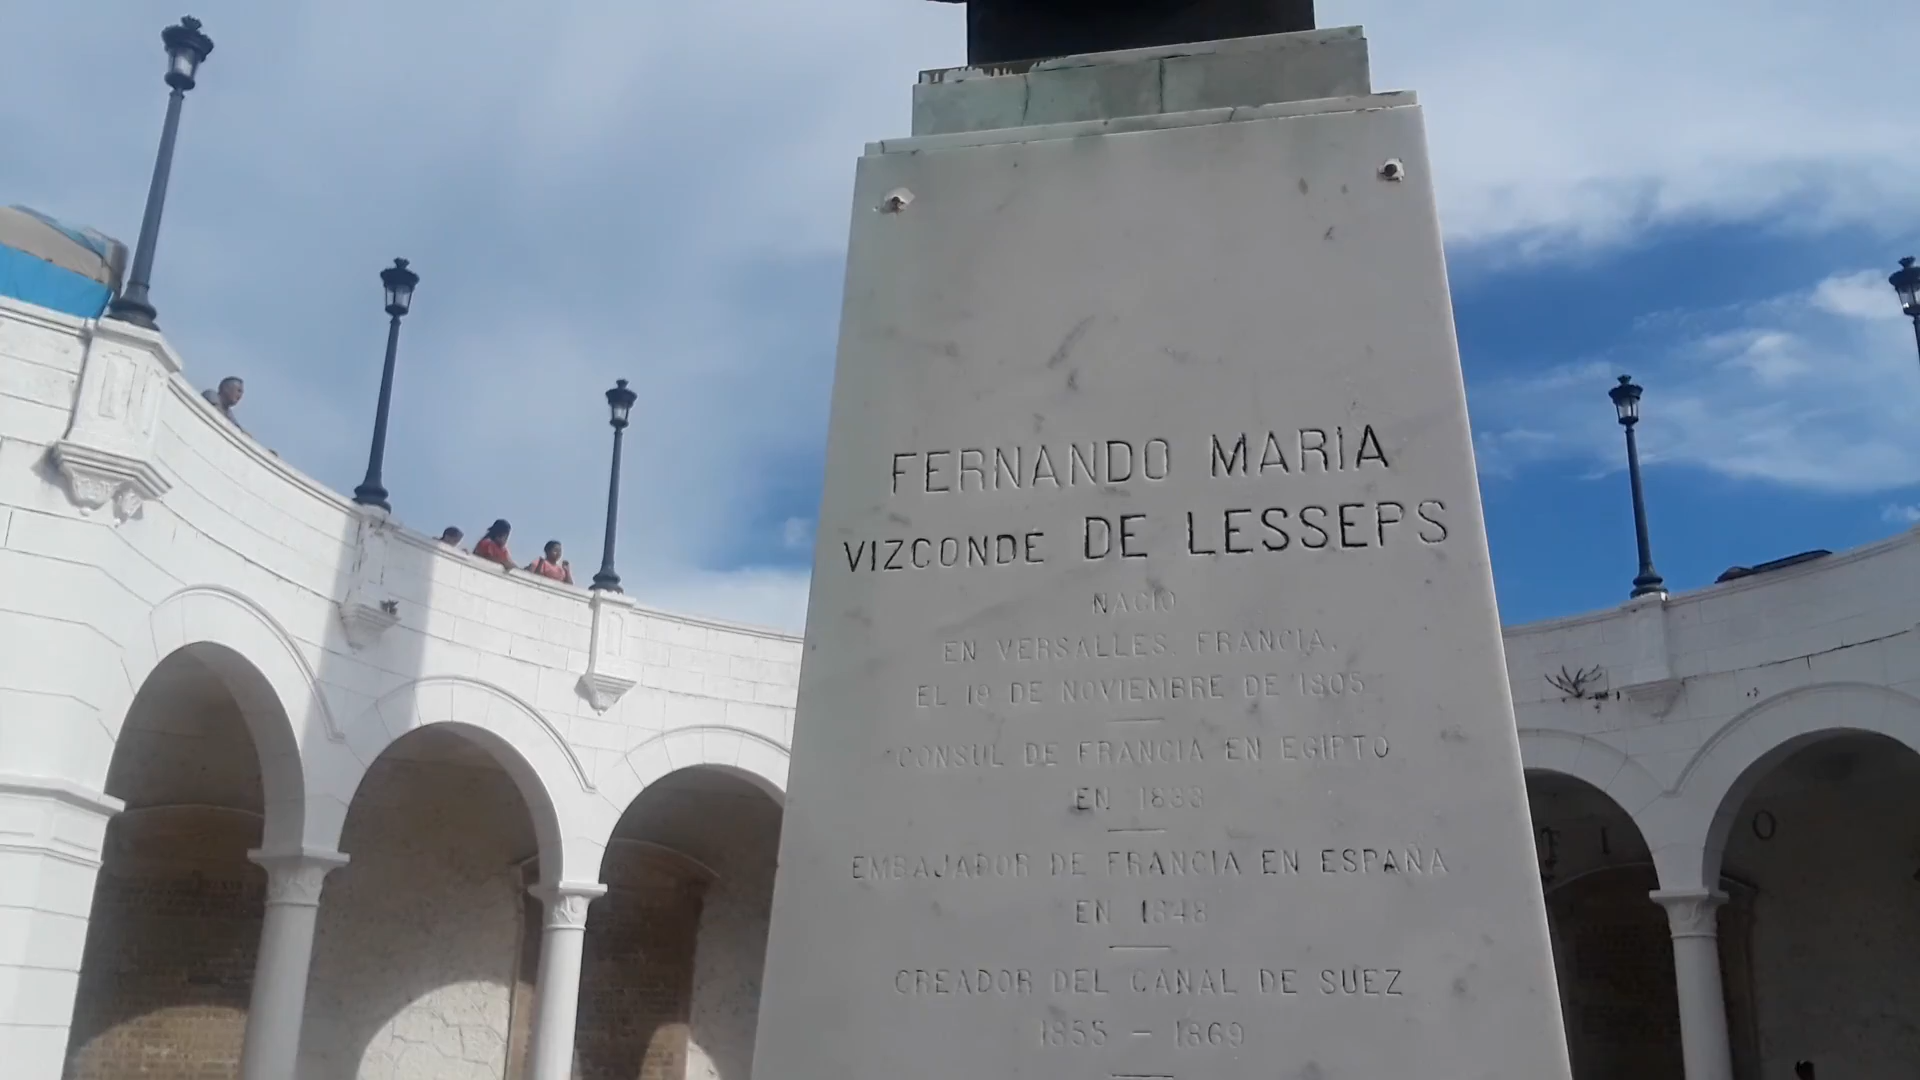 FERNANDO MARIA
VIZCONDE DE LESSEPS
NACIO
EN VERSALLES, FRANCIA,
EL 19 DE NOVIEMBRE DE 1805
CONSUL DE FRANCIA EN EGIPTO
EN 1833
EMBAJADOR DE FRANCIA EN ESPAÑA
EN 1848
CREADOR DEL CANAL DE SUEZ
1855 - 1869